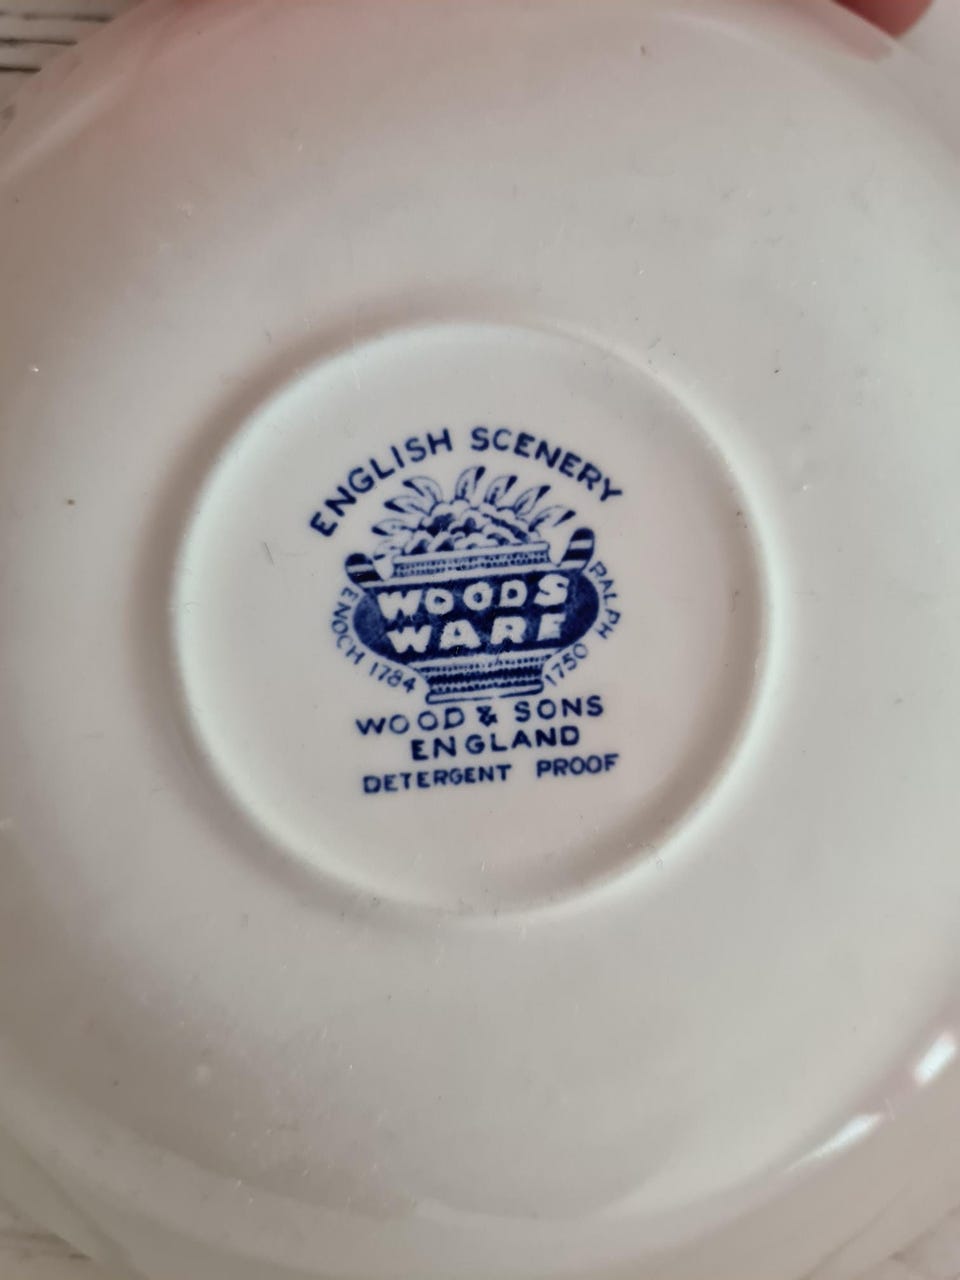 ENGLISH SCENERY
WOODS
WARE
ENOCH 1784
RALPH 1750
WOOD & SONS
ENGLAND
DETERGENT PROOF